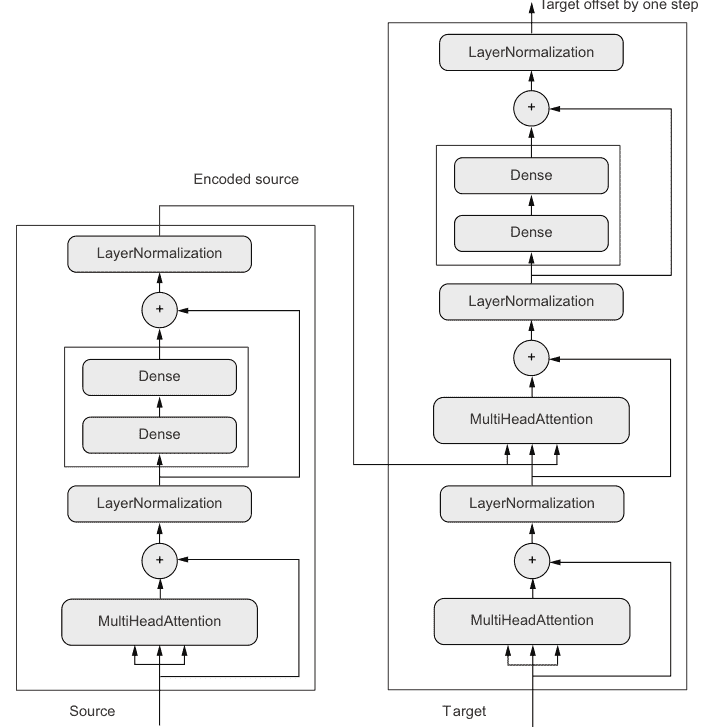 Target offset by one step
LayerNormalization
+
Dense
Dense
Encoded source
LayerNormalization
LayerNormalization
+
+
Dense
MultiHeadAttention
Dense
LayerNormalization
LayerNormalization
+
+
MultiHeadAttention
MultiHeadAttention
Source
Target